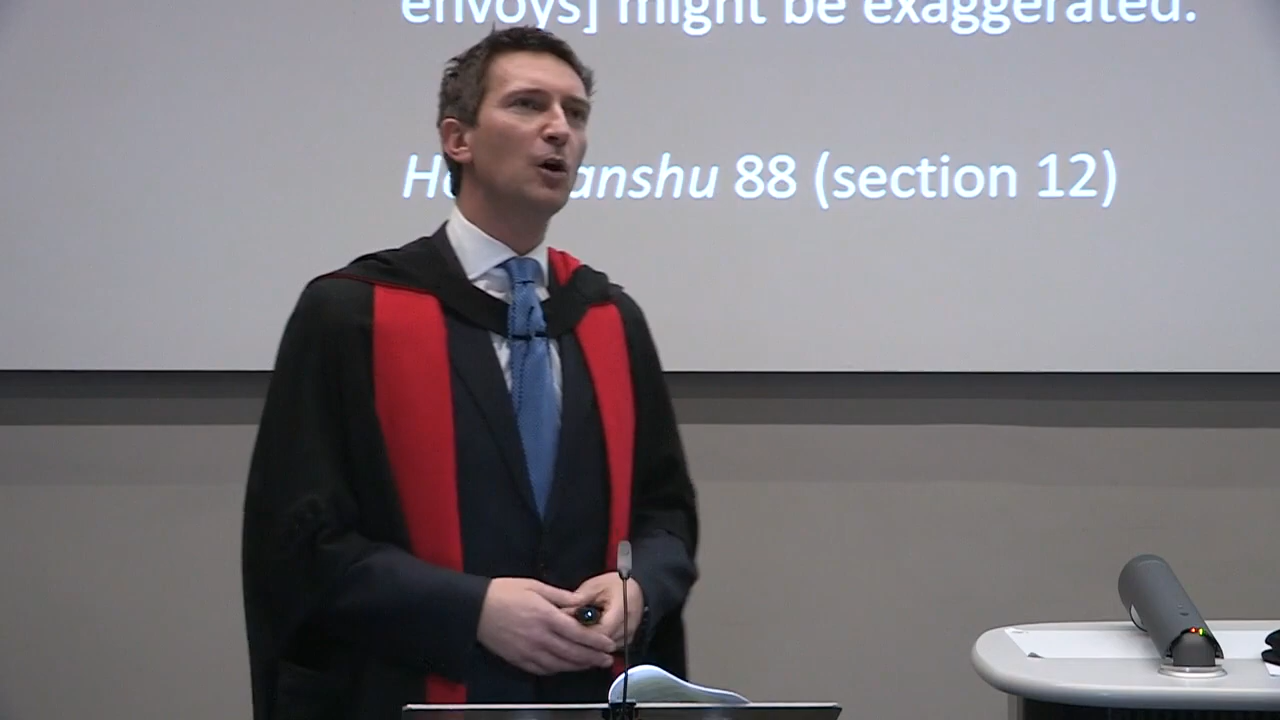 envoys] might be exaggerated.
88 (section 12)